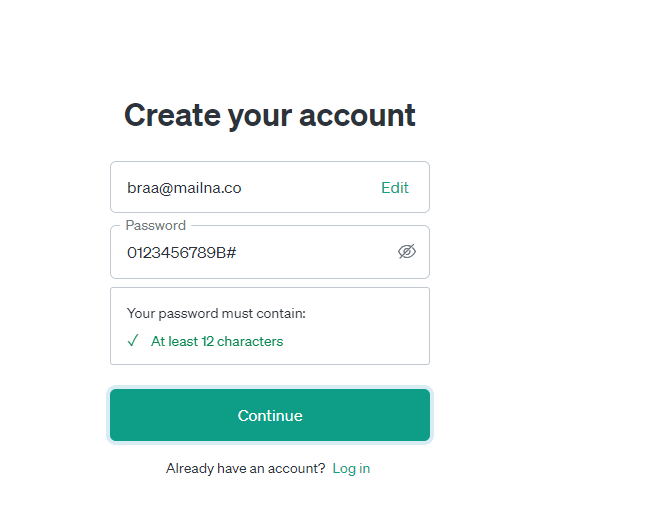 Create your account
braa@mailna.co Edit
Password
0123456789B#
Your password must contain:
✓ At least 12 characters
Continue
Already have an account? Log in